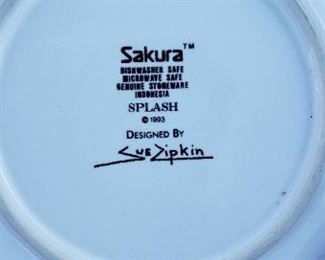 Sakura™
DISHWASHER SAFE
MICROWAVE SAFE
GENUINE STONEWARE
INDONESIA
SPLASH
©1993
DESIGNED BY
Sue Zipkin